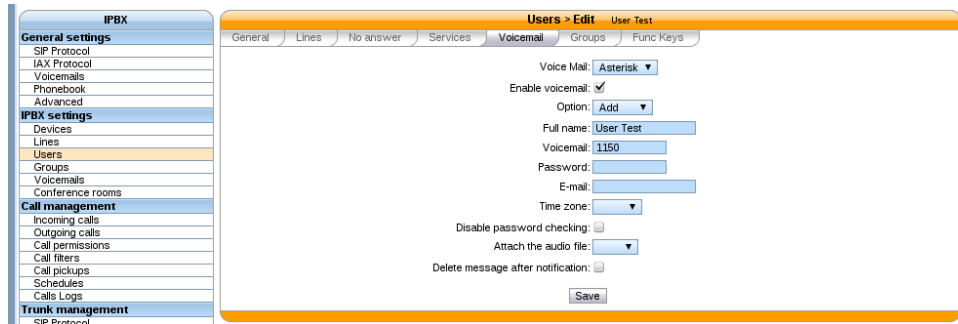 IPBX
General settings
SIP Protocol
IAX Protocol
Voicemails
Phonebook
Advanced
IPBX settings
Devices
Lines
Users
Groups
Voicemails
Conference rooms
Call management
Incoming calls
Outgoing calls
Call permissions
Call filters
Call pickups
Schedules
Calls Logs
Trunk management
SIP Protocol
Users > Edit User Test
General Lines No answer Services Voicemail Groups Func Keys
Voice Mail: Asterisk
Enable voicemail:
Option: Add
Full name: User Test
Voicemail: 1150
Password:
E-mail:
Time zone:
Disable password checking:
Attach the audio file:
Delete message after notification:
Save